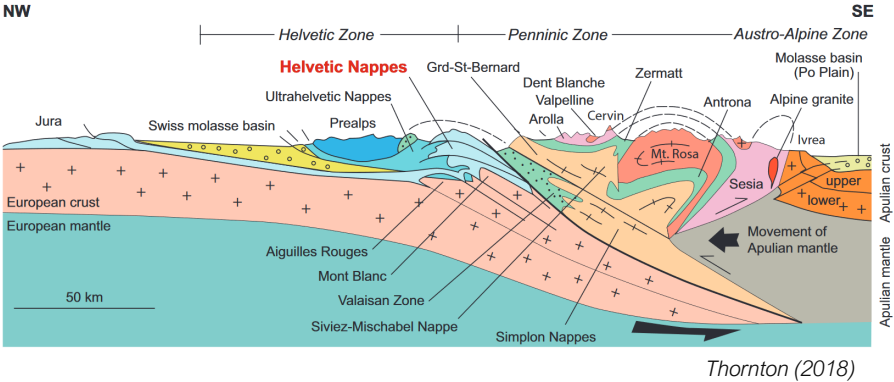 NW
SE
Helvetic Zone
Penninic Zone
Austro-Alpine Zone
Helvetic Nappes
Grd-St-Bernard
Zermatt
Molasse basin
(Po Plain)
Ultrahelvetic Nappes
Dent Blanche
Valpelline
Antrona
Alpine granite
Jura
Swiss molasse basin
Prealps
Arolla
Cervin
Ivrea
Mt. Rosa
Sesia
upper
lower
Apulian crust
European crust
European mantle
Aiguilles Rouges
Movement of
Apulian mantle
Apulian mantle
Mont Blanc
50 km
Valaisan Zone
Siviez-Mischabel Nappe
Simplon Nappes
Thornton (2018)